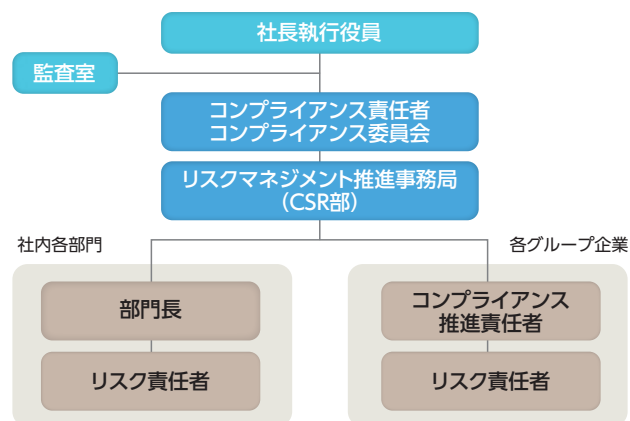 社長執行役員
監査室
コンプライアンス責任者
コンプライアンス委員会
リスクマネジメント推進事務局
（CSR部）
社内各部門
各グループ企業
部門長
コンプライアンス
推進責任者
リスク責任者
リスク責任者